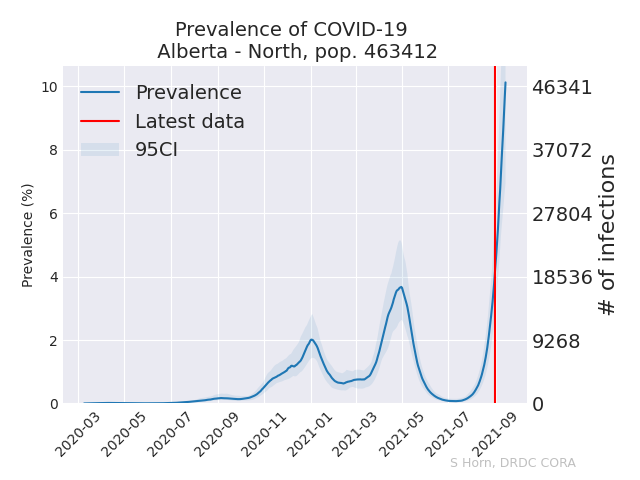 Prevalence of COVID-19
Alberta - North, pop. 463412
Prevalence
Latest data
95CI
Prevalence (%)
10
8
6
4
2
0
46341
37072
27804
18536
9268
0
# of infections
2020-03
2020-05
2020-07
2020-09
2020-11
2021-01
2021-03
2021-05
2021-07
2021-09
S Horn, DRDC CORA